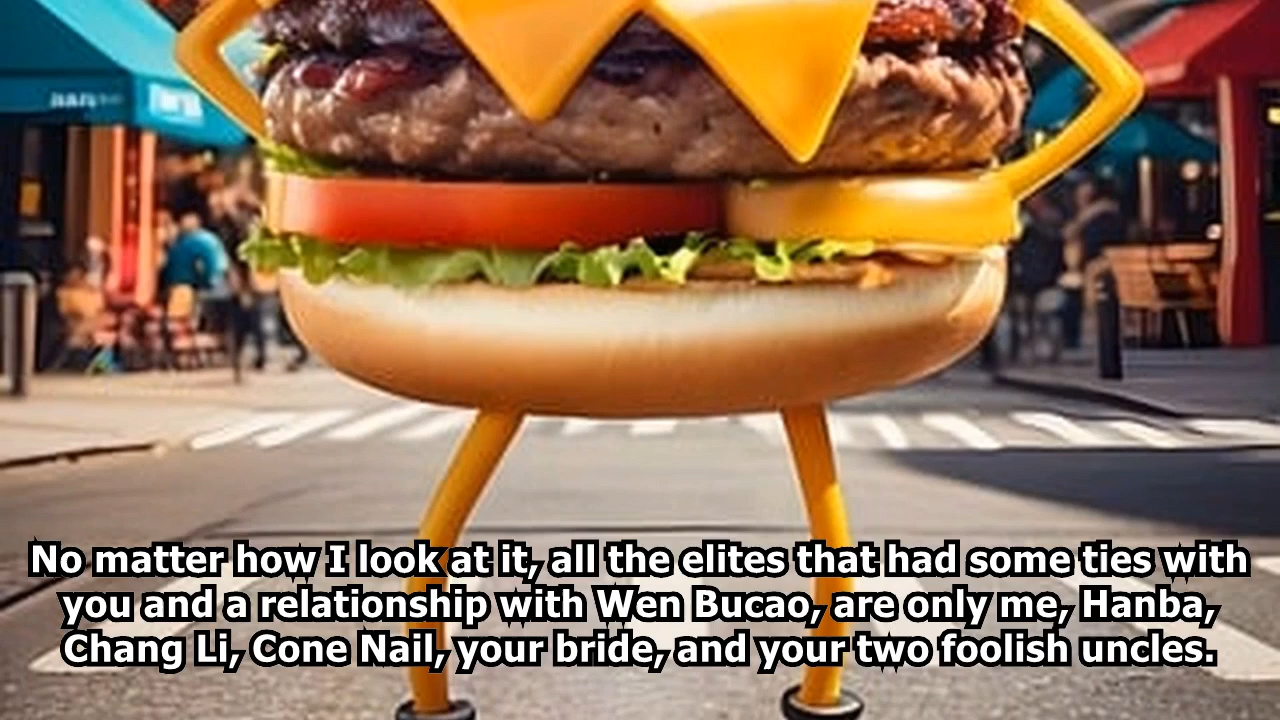 No matter how I look at it, all the elites that had some ties with
you and a relationship with Wen Bucao, are only me, Hanba,
Chang Li, Cone Nail, your bride, and your two foolish uncles.